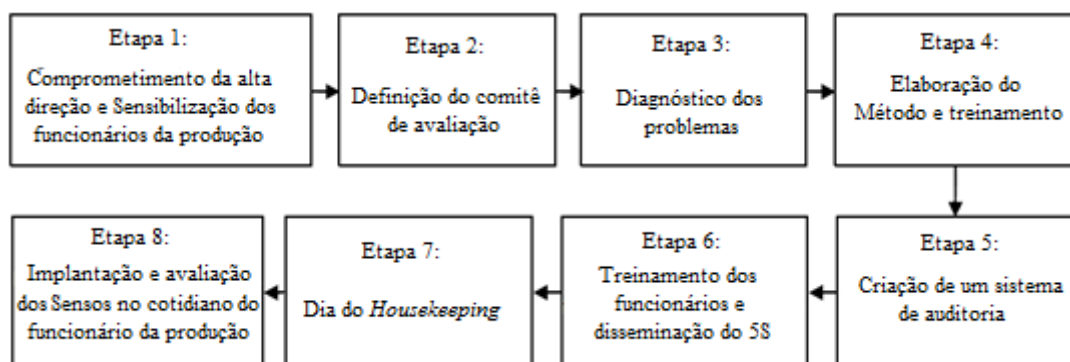 Etapa 1:
Comprometimento da alta
direção e Sensibilização dos
funcionários da produção
Etapa 2:
Definição do comitê
de avaliação
Etapa 3:
Diagnóstico dos
problemas
Etapa 4:
Elaboração do
Método e treinamento
Etapa 5:
Criação de um sistema
de auditoria
Etapa 6:
Treinamento dos
funcionários e
disseminação do 5S
Etapa 7:
Dia do Housekeeping
Etapa 8:
Implantação e avaliação
dos Sensos no cotidiano do
funcionário da produção